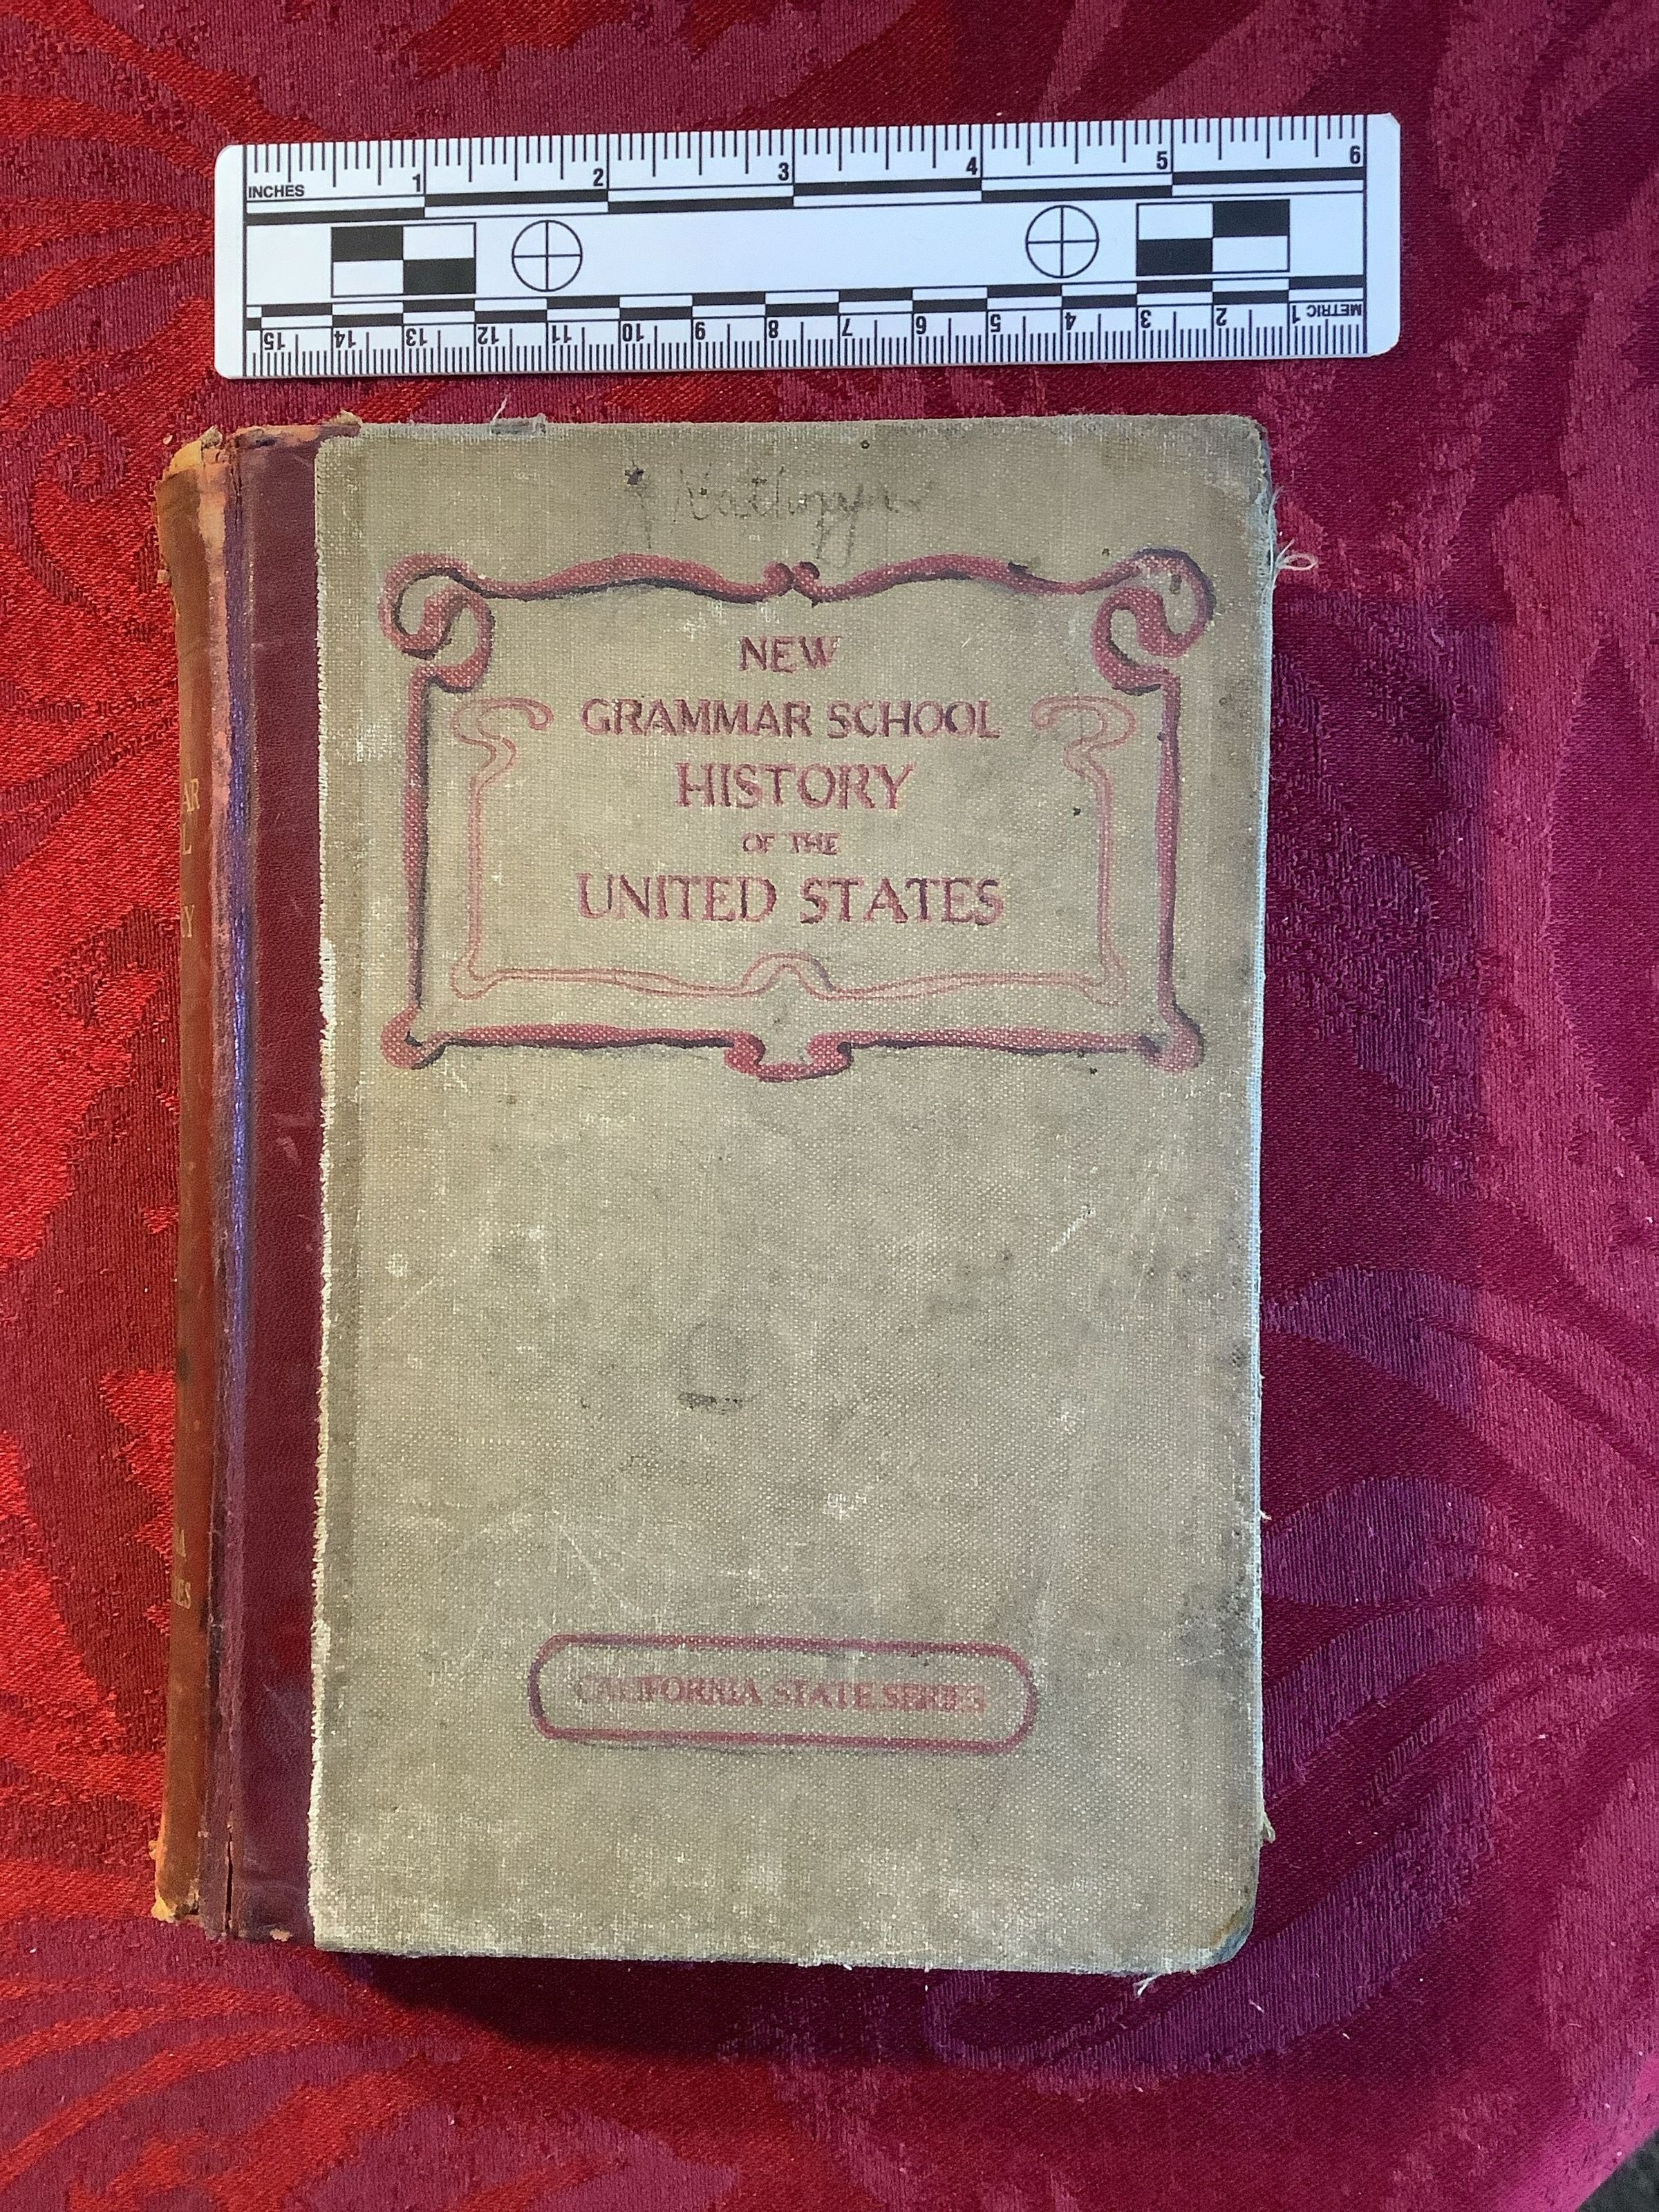 INCHES 1 2 3 4 5 6
15 14 13 12 11 10 9 8 7 6 5 4 3 2 1 METRIC
Kathryn
NEW
GRAMMAR SCHOOL
HISTORY
OF THE
UNITED STATES
CALIFORNIA STATE SERIES